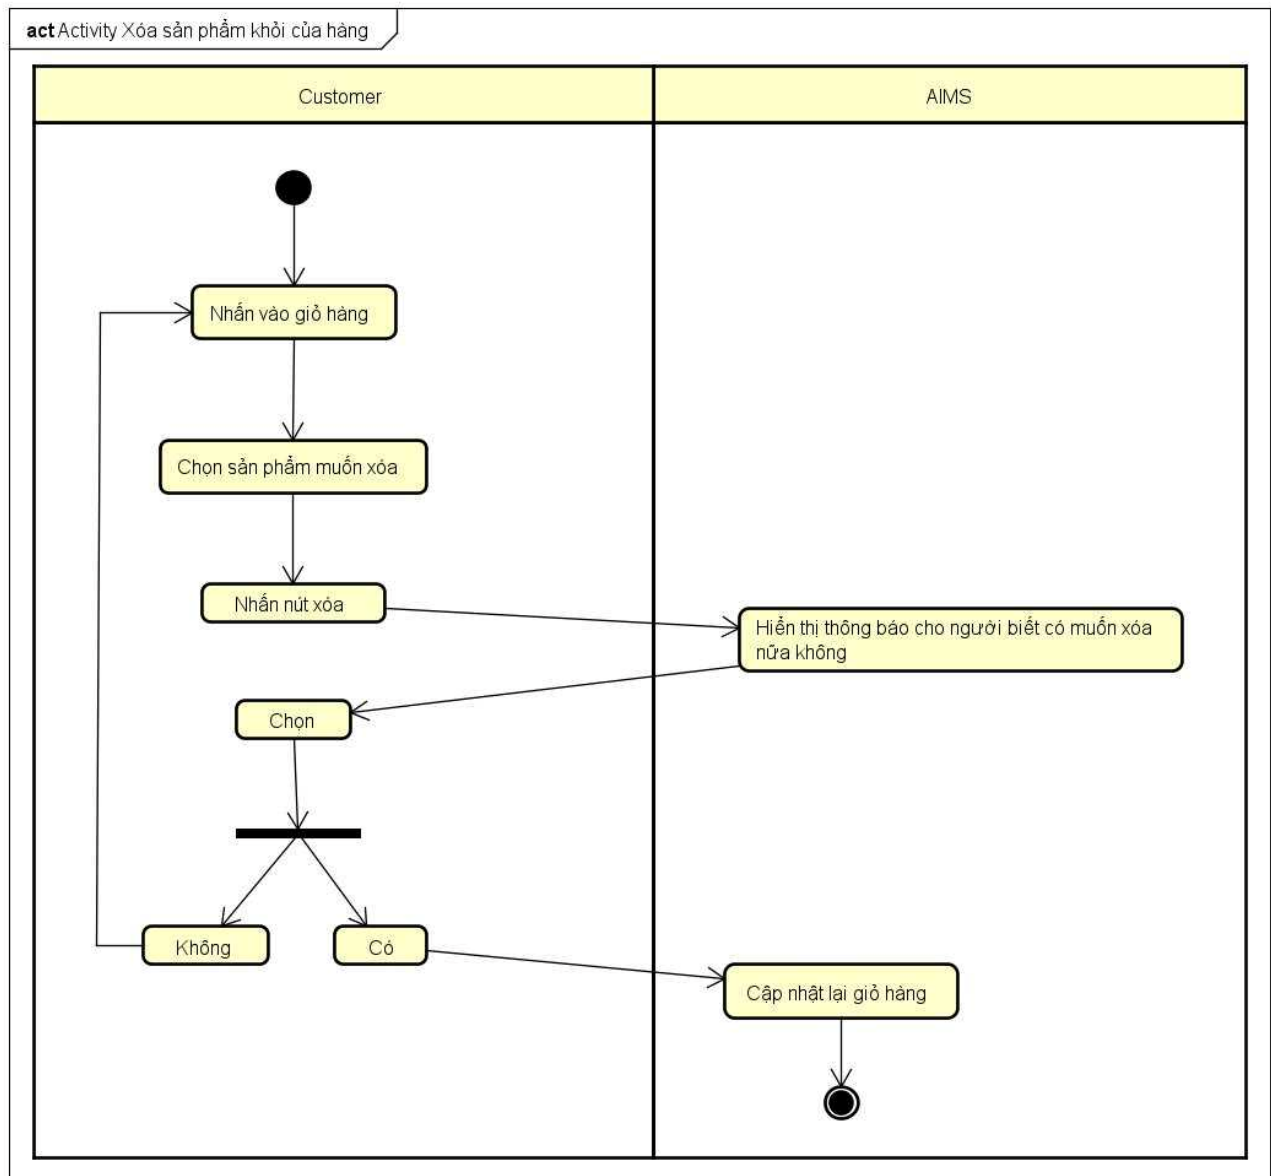 act Activity Xóa sản phẩm khỏi của hàng
Customer
AIMS
Nhấn vào giỏ hàng
Chọn sản phẩm muốn xóa
Nhấn nút xóa
Hiển thị thông báo cho người biết có muốn xóa
nữa không
Chọn
Không
Có
Cập nhật lại giỏ hàng